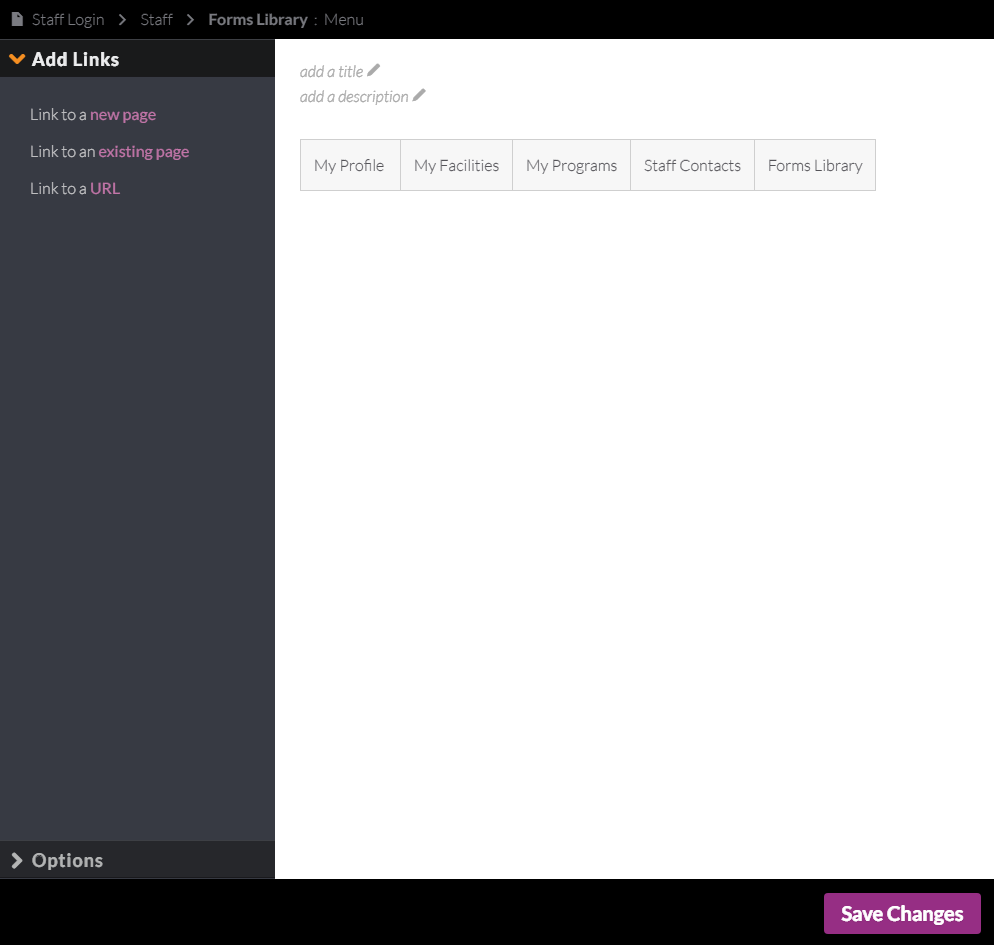 Staff Login > Staff > Forms Library : Menu
Add Links
Link to a new page
Link to an existing page
Link to a URL
add a title
add a description
My Profile My Facilities My Programs Staff Contacts Forms Library
Options
Save Changes